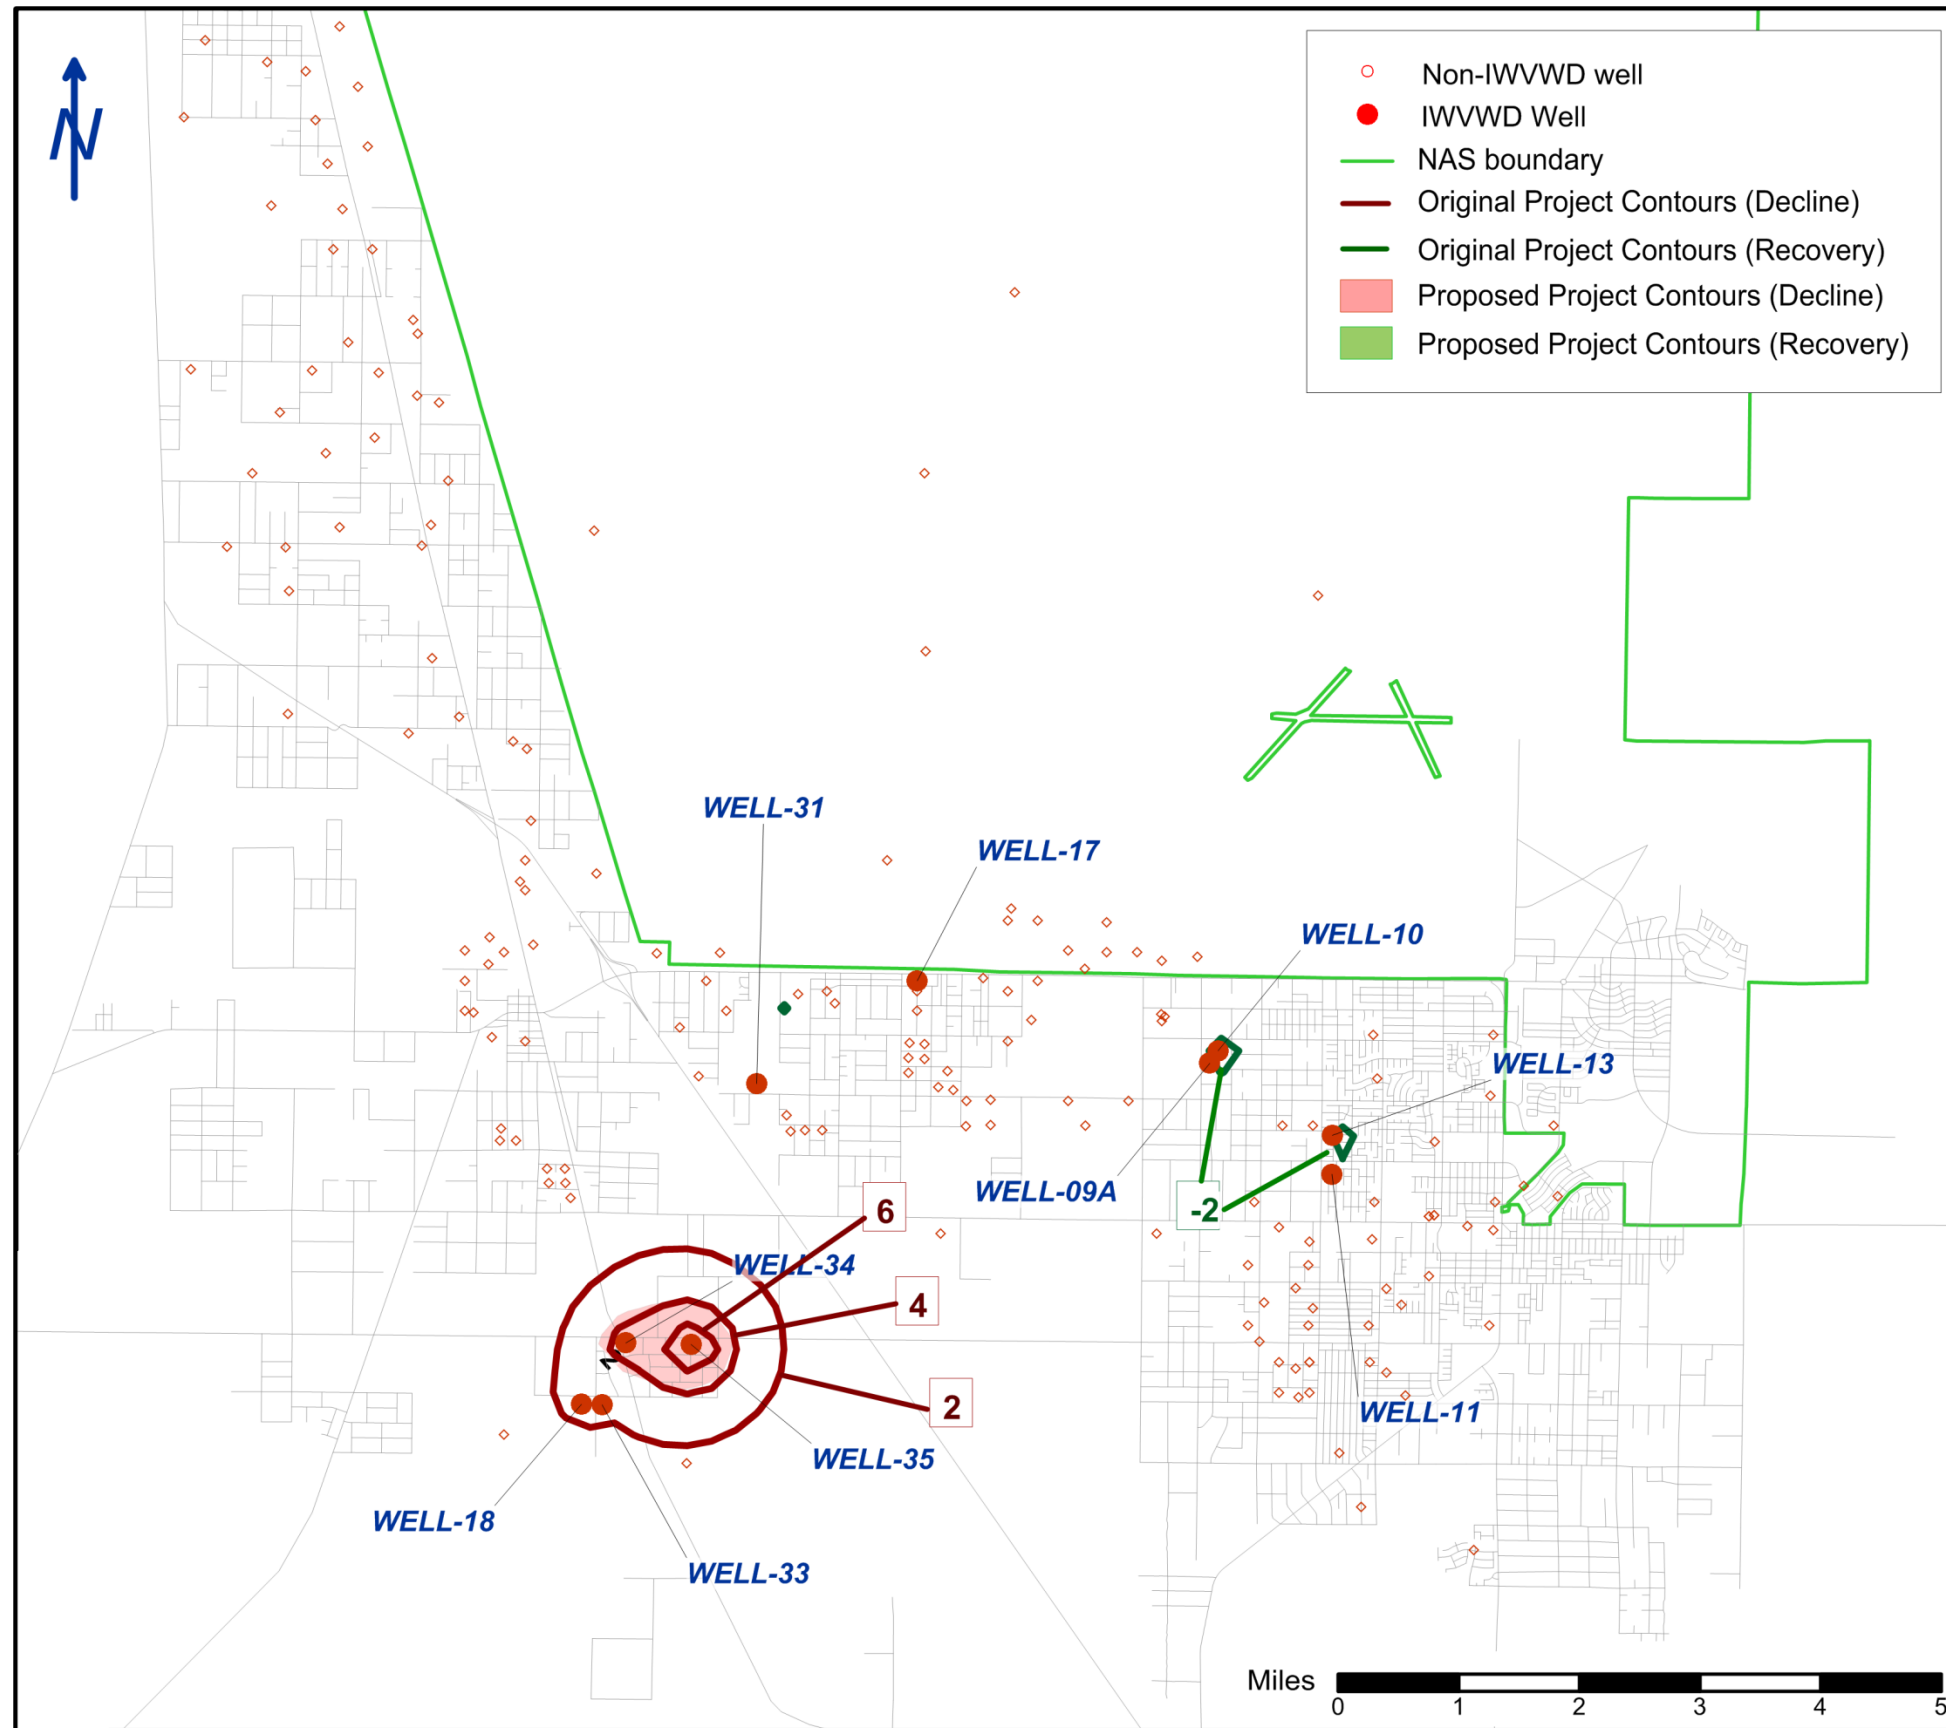 N
Non-IWVWD well
IWVWD Well
NAS boundary
Original Project Contours (Decline)
Original Project Contours (Recovery)
Proposed Project Contours (Decline)
Proposed Project Contours (Recovery)
WELL-31
WELL-17
WELL-10
WELL-13
WELL-09A
-2
6
WELL-34
4
2
2
WELL-11
WELL-35
WELL-18
WELL-33
Miles
0 1 2 3 4 5